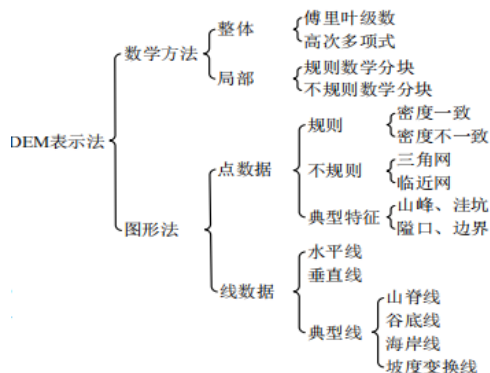 DEM表示法
数学方法
整体
傅里叶级数
高次多项式
局部
规则数学分块
不规则数学分块
图形法
点数据
规则
密度一致
密度不一致
不规则
三角网
临近网
典型特征
山峰、洼坑
隘口、边界
线数据
水平线
垂直线
典型线
山脊线
谷底线
海岸线
坡度变换线